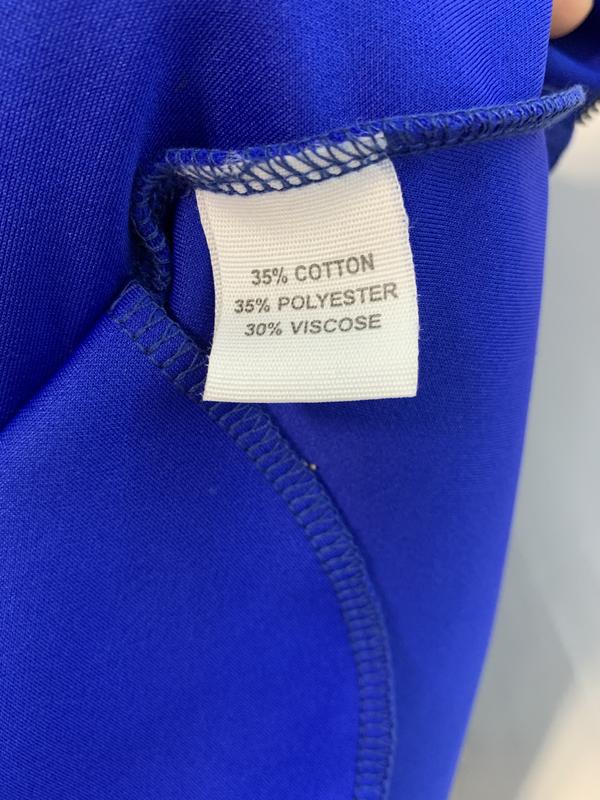 35% COTTON
35% POLYESTER
30% VISCOSE